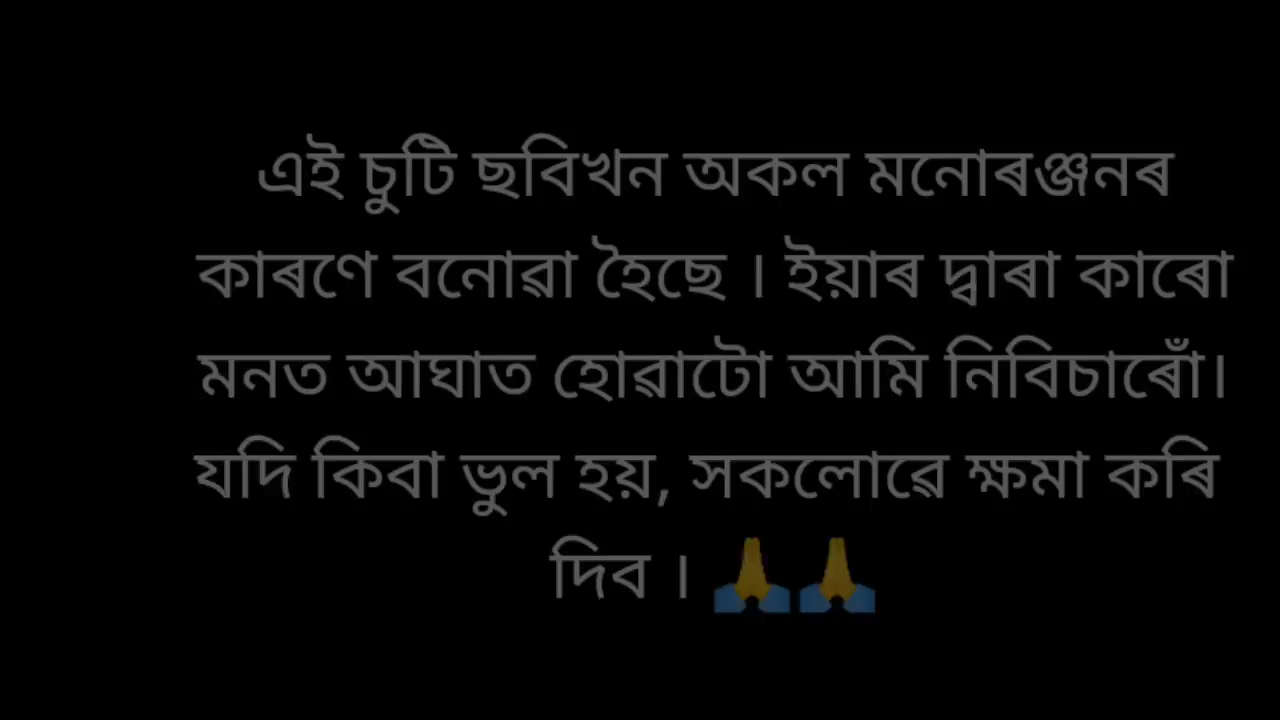 এই চুটি ছবিখন অকল মনোৰঞ্জনৰ
কাৰণে বনোৱা হৈছে । ইয়াৰ দ্বাৰা কাৰো
মনত আঘাত হোৱাটো আমি নিবিচাৰোঁ।
যদি কিবা ভুল হয়, সকলোৱে ক্ষমা কৰি
দিব । 🙏🙏